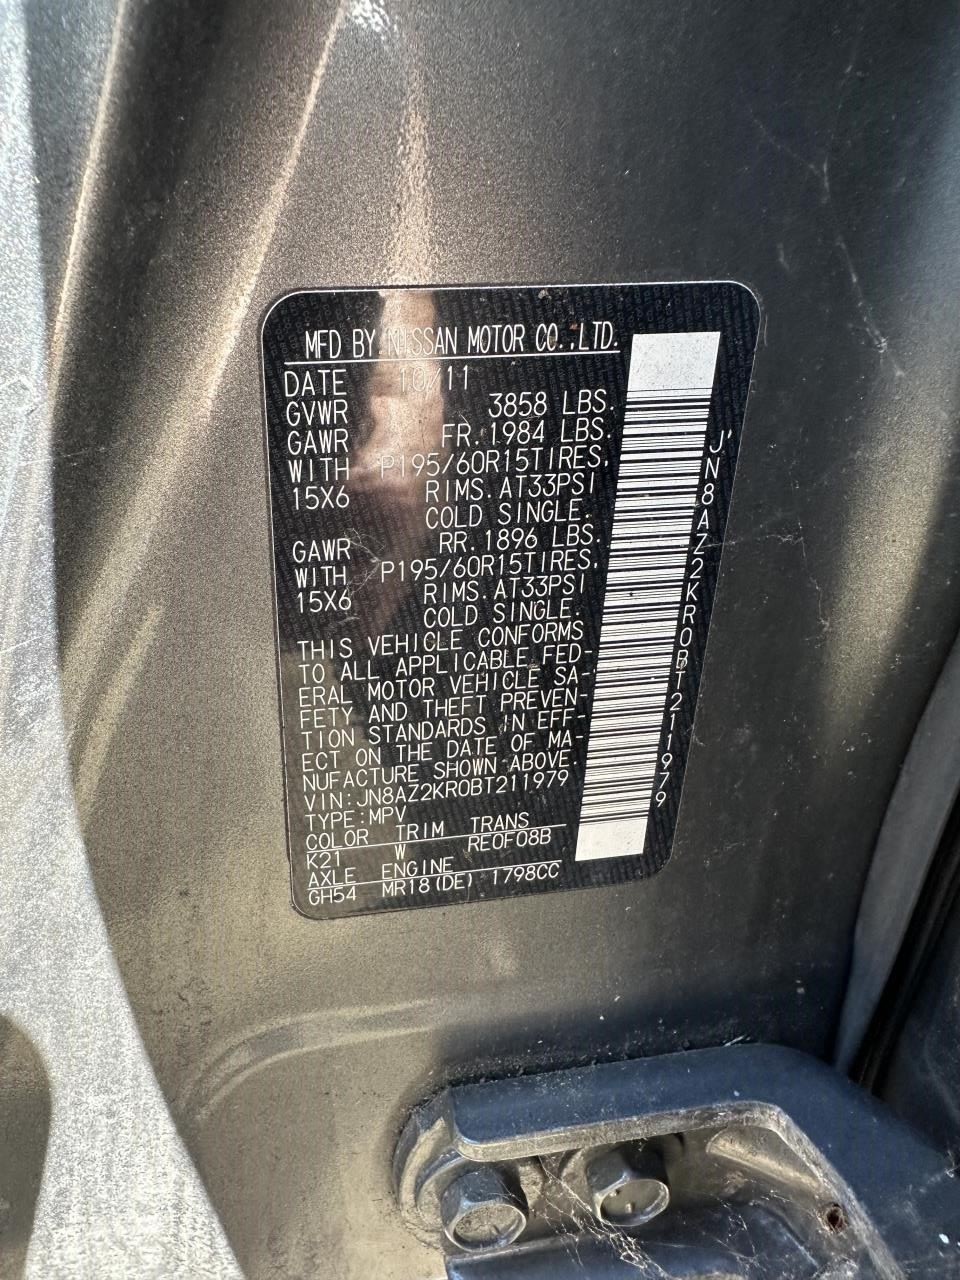 MFD BY NISSAN MOTOR CO.,LTD.
DATE 10/11
GVWR 3858 LBS.
GAWR FR. 1984 LBS.
WITH P195/60R15TIRES,
15X6 RIMS. AT33PSI
COLD SINGLE.
GAWR RR. 1896 LBS.
WITH P195/60R15TIRES,
15X6 RIMS. AT33PSI
COLD SINGLE.
THIS VEHICLE CONFORMS
TO ALL APPLICABLE FED-
ERAL MOTOR VEHICLE SA-
FETY AND THEFT PREVEN-
TION STANDARDS IN EFF-
ECT ON THE DATE OF MA-
NUFACTURE SHOWN ABOVE.
VIN:JN8AZ2KR0BT211979
TYPE:MPV
COLOR TRIM TRANS
K21 W RE0F08B
AXLE ENGINE
GH54 MR18(DE) 1798CC
JN8AZ2KR0BT211979